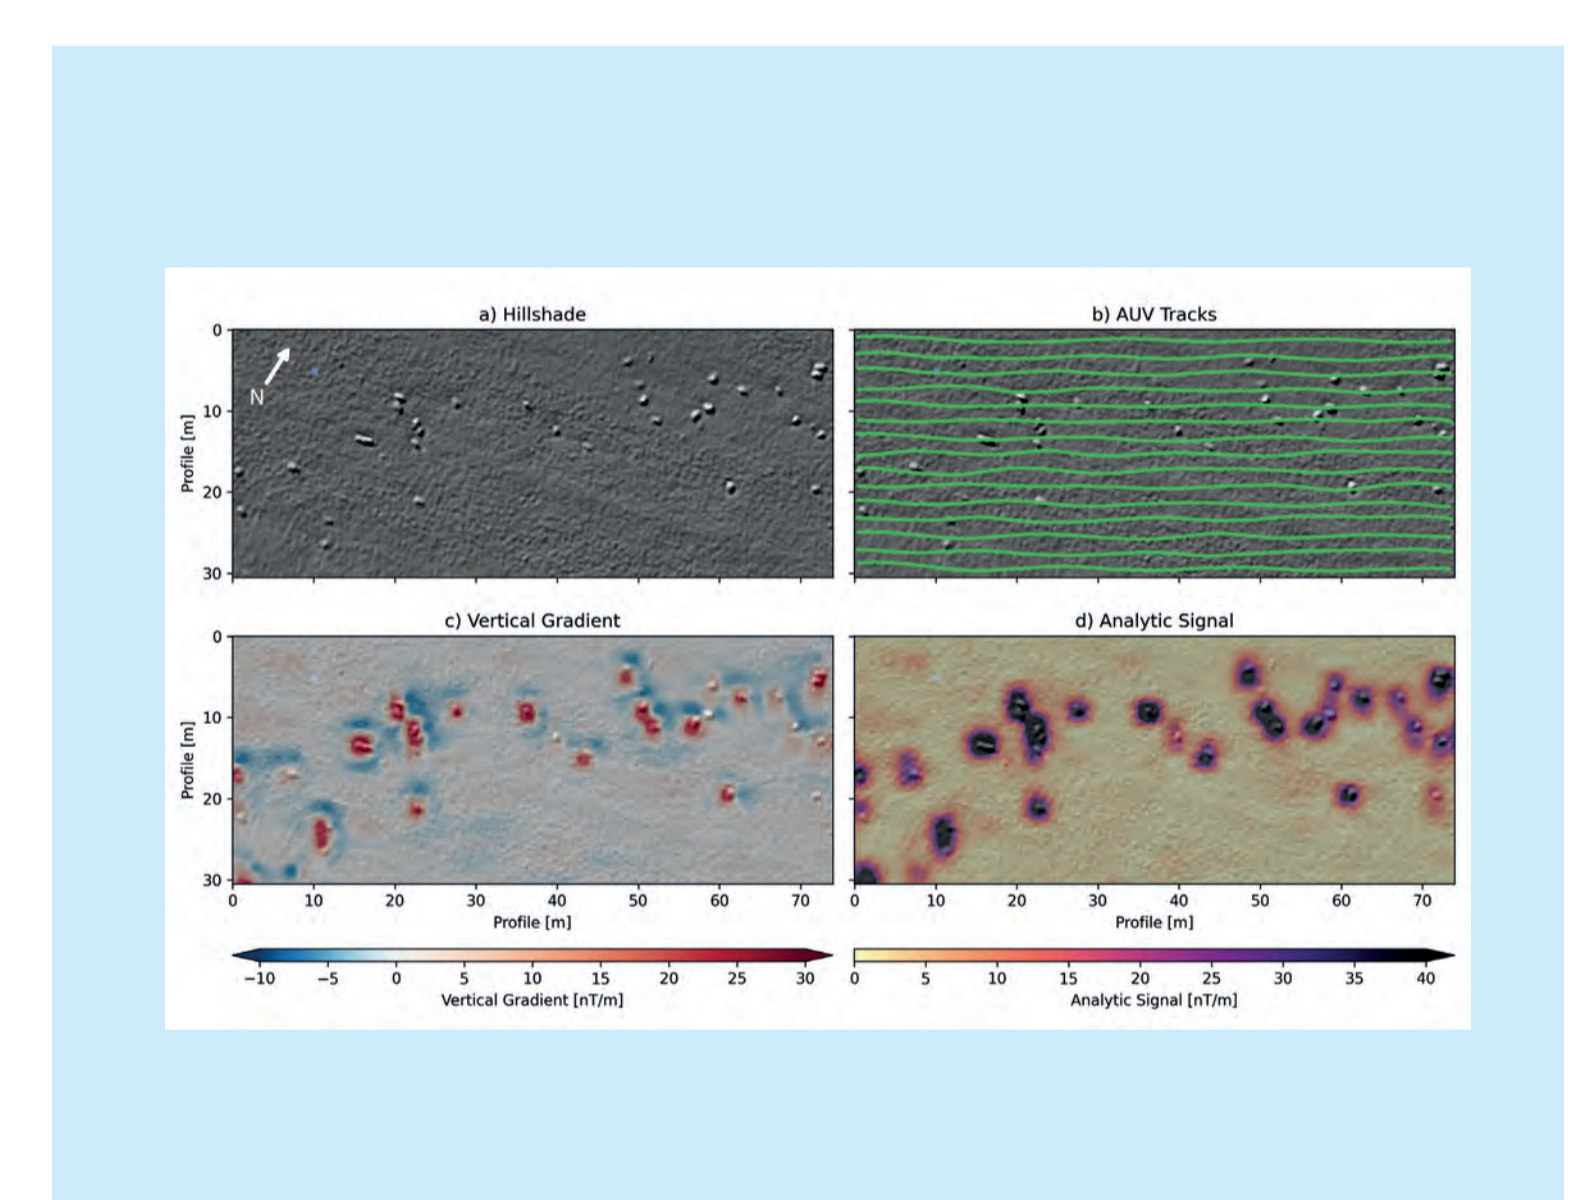 a) Hillshade
b) AUV Tracks
0
N
10
Profile [m]
20
30
c) Vertical Gradient
d) Analytic Signal
0
10
Profile [m]
20
30
0 10 20 30 40 50 60 70
0 10 20 30 40 50 60 70
Profile [m]
Profile [m]
−10 −5 0 5 10 15 20 25 30
0 5 10 15 20 25 30 35 40
Vertical Gradient [nT/m]
Analytic Signal [nT/m]